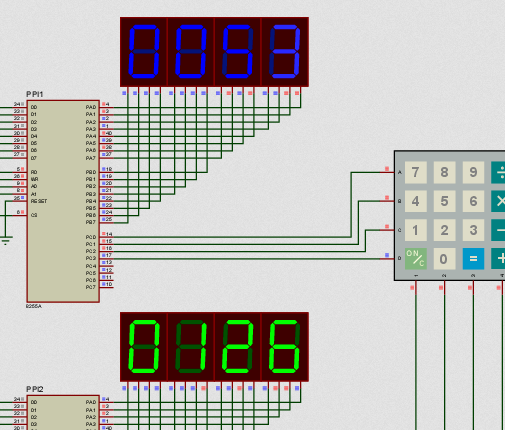 0053
PPI1
34 D0 PA0 4
33 D1 PA1 3
32 D2 PA2 2
31 D3 PA3 1
30 D4 PA4 40
29 D5 PA5 39
28 D6 PA6 38
27 D7 PA7 37
5 RD PB0 18
36 WR PB1 19
9 A0 PB2 20
8 A1 PB3 21
35 RESET PB4 22
PB5 23
6 CS PB6 24
PB7 25
PC0 14
PC1 15
PC2 16
PC3 17
PC4 13
PC5 12
PC6 11
PC7 10
8255A
A 7 8 9 ÷
B 4 5 6 ×
C 1 2 3 −
D ON/C 0 = +
1 2 3 4
0126
PPI2
34 D0 PA0 4
33 D1 PA1 3
32 D2 PA2 2
31 D3 PA3 1
30 D4 PA4 40